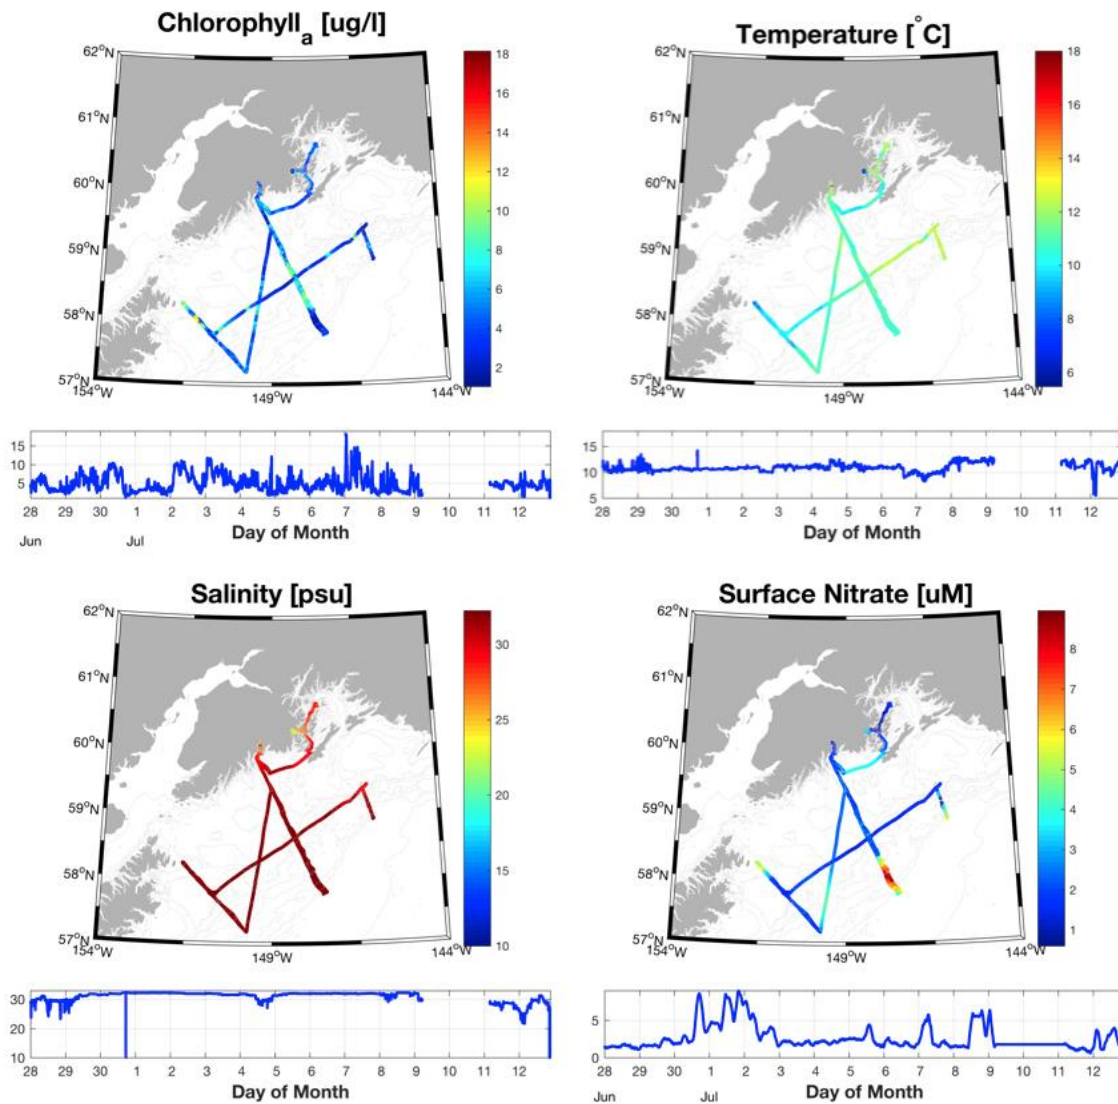 Chlorophyll_a [ug/l]
62°N
61°N
60°N
59°N
58°N
57°N
154°W
149°W
144°W
18
16
14
12
10
8
6
4
2
15
10
5
28 29 30 1 2 3 4 5 6 7 8 9 10 11 12
Jun Jul
Day of Month
Temperature [°C]
62°N
61°N
60°N
59°N
58°N
57°N
154°W
149°W
144°W
18
16
14
12
10
8
6
15
10
5
28 29 30 1 2 3 4 5 6 7 8 9 10 11 12
Day of Month
Salinity [psu]
62°N
61°N
60°N
59°N
58°N
57°N
154°W
149°W
144°W
30
25
20
15
10
30
20
10
28 29 30 1 2 3 4 5 6 7 8 9 10 11 12
Day of Month
Surface Nitrate [uM]
62°N
61°N
60°N
59°N
58°N
57°N
154°W
149°W
144°W
8
7
6
5
4
3
2
1
5
0
28 29 30 1 2 3 4 5 6 7 8 9 10 11 12
Jun Jul
Day of Month